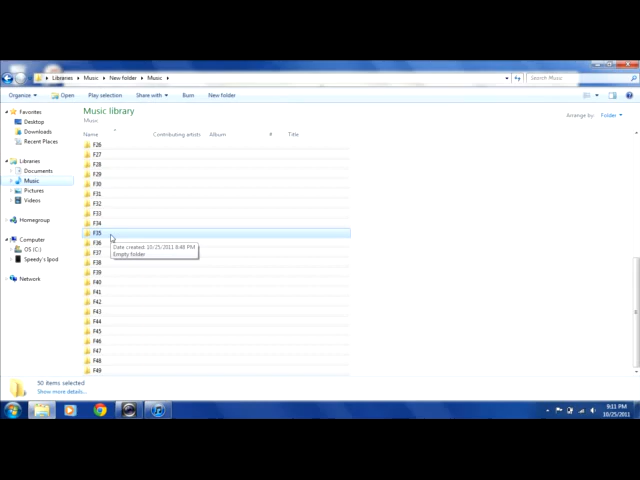 Libraries ▸ Music ▸ New folder ▸ Music ▸
Search Music
Organize ▾ Open Play selection Share with ▾ Burn New folder
Favorites
Desktop
Downloads
Recent Places
Libraries
Documents
Music
Pictures
Videos
Homegroup
Computer
OS (C:)
Speedy's Ipod
Network
Music library
Music
Arrange by: Folder ▾
Name Contributing artists Album # Title
F26
F27
F28
F29
F30
F31
F32
F33
F34
F35
F36
Date created: 10/25/2011 8:48 PM
Empty folder
F37
F38
F39
F40
F41
F42
F43
F44
F45
F46
F47
F48
F49
50 items selected
Show more details...
9:11 PM
10/25/2011